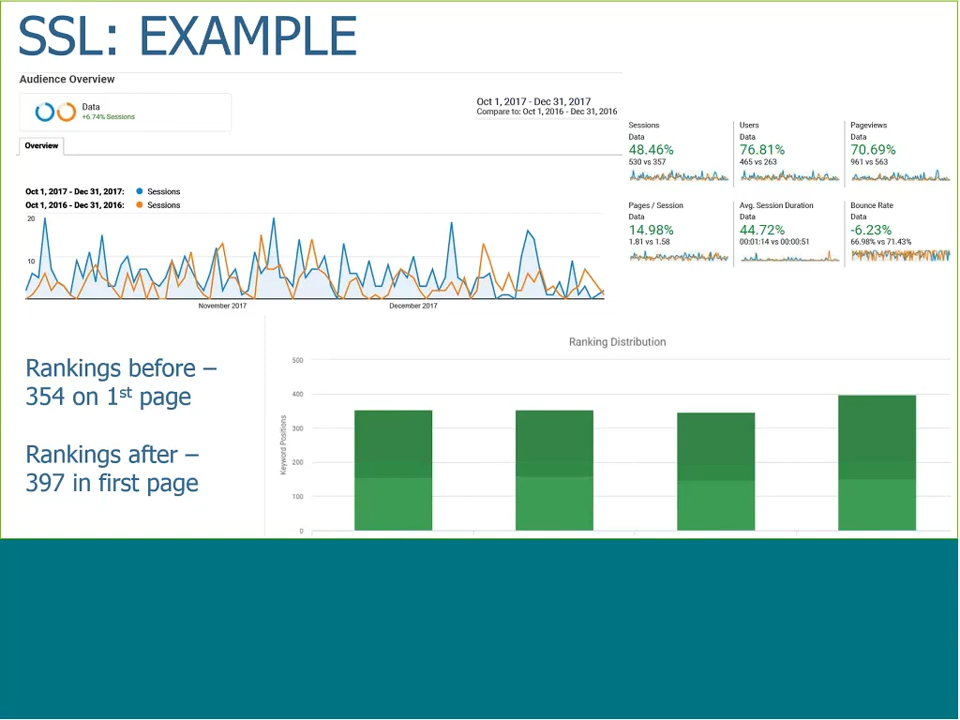 SSL: EXAMPLE
Audience Overview
Data
+6.74% Sessions
Oct 1, 2017 - Dec 31, 2017
Compare to: Oct 1, 2016 - Dec 31, 2016
Overview
Oct 1, 2017 - Dec 31, 2017: Sessions
Oct 1, 2016 - Dec 31, 2016: Sessions
20
10
November 2017 December 2017
Sessions
Data
48.46%
530 vs 357
Users
Data
76.81%
465 vs 263
Pageviews
Data
70.69%
961 vs 563
Pages / Session
Data
14.98%
1.81 vs 1.58
Avg. Session Duration
Data
44.72%
00:01:14 vs 00:00:51
Bounce Rate
Data
-6.23%
66.98% vs 71.43%
Rankings before –
354 on 1st page
Rankings after –
397 in first page
Ranking Distribution
Keyword Positions
500
400
300
200
100
0